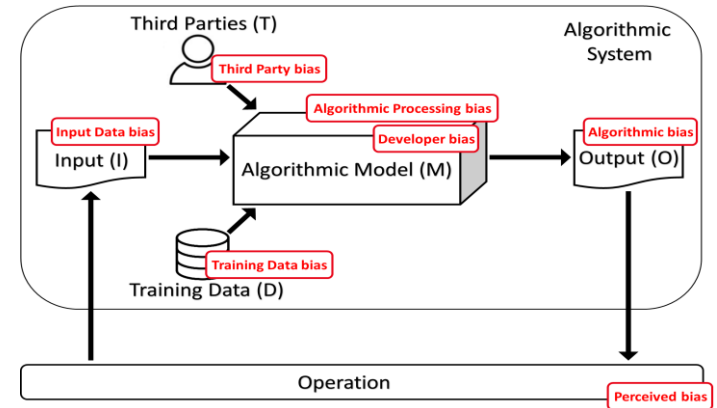 Third Parties (T)
Algorithmic
System
Third Party bias
Algorithmic Processing bias
Input Data bias
Developer bias
Algorithmic bias
Input (I)
Algorithmic Model (M)
Output (O)
Training Data bias
Training Data (D)
Operation
Perceived bias